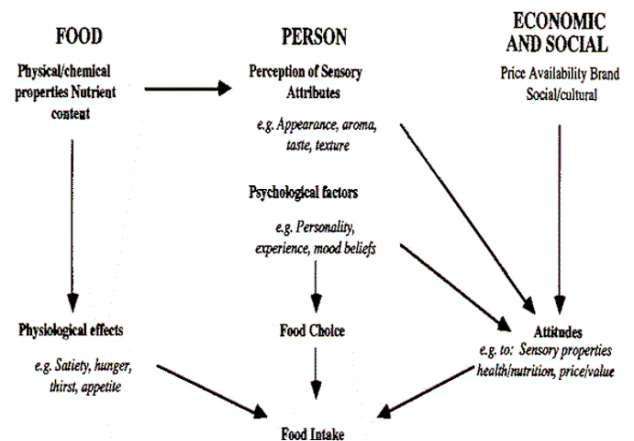 FOOD
Physical/chemical
properties Nutrient
content
PERSON
Perception of Sensory
Attributes
e.g. Appearance, aroma,
taste, texture
ECONOMIC
AND SOCIAL
Price Availability Brand
Social/cultural
Psychological factors
e.g. Personality,
experience, mood beliefs
Physiological effects
e.g. Satiety, hunger,
thirst, appetite
Food Choice
Attitudes
e.g. to: Sensory properties
health/nutrition, price/value
Food Intake